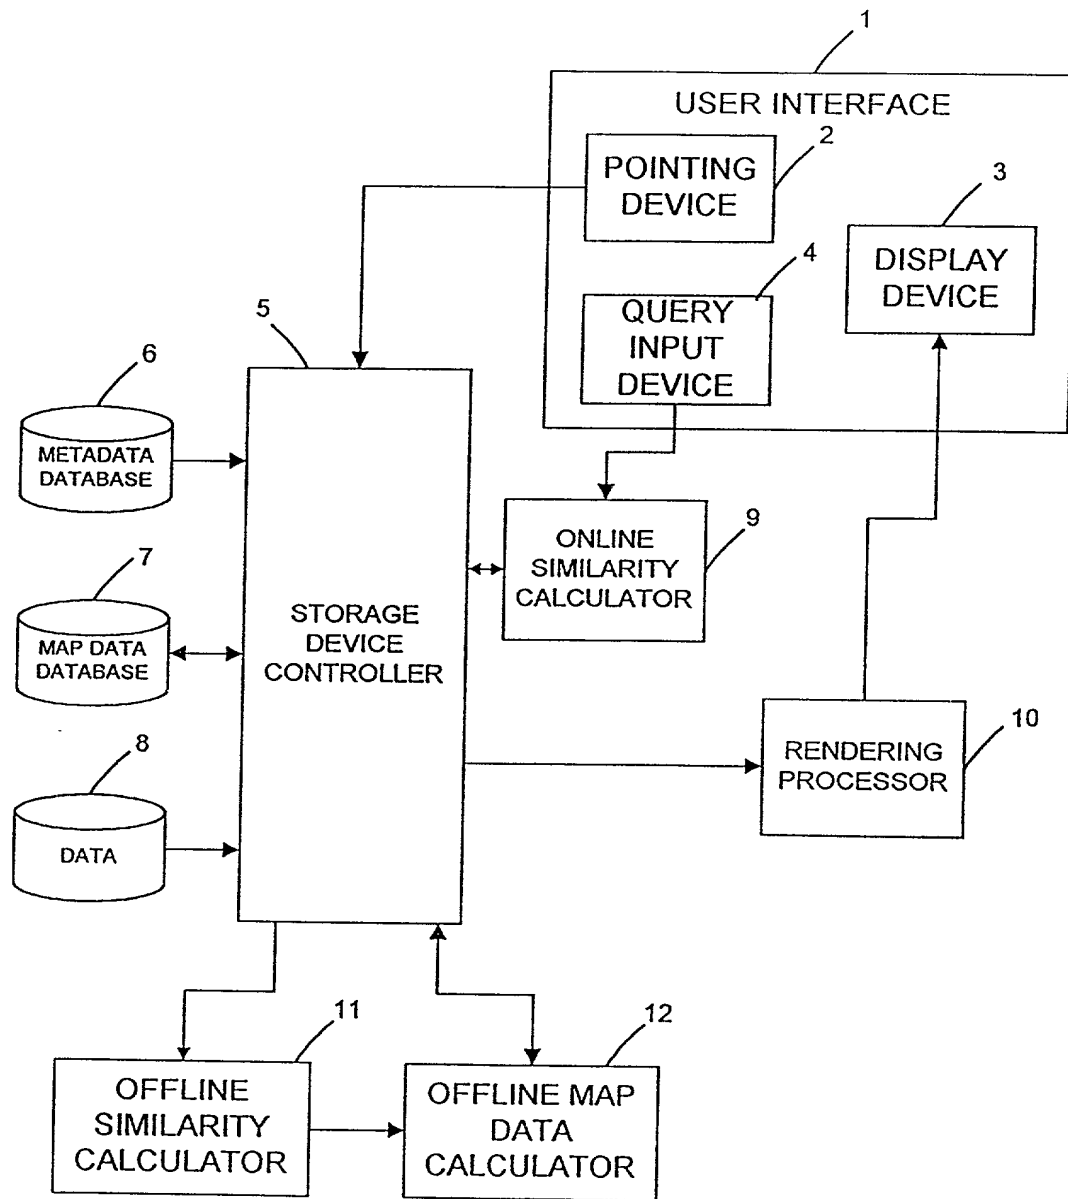 1
USER INTERFACE
2
POINTING
DEVICE
3
DISPLAY
DEVICE
4
QUERY
INPUT
DEVICE
5
6
METADATA
DATABASE
7
MAP DATA
DATABASE
8
DATA
STORAGE
DEVICE
CONTROLLER
9
ONLINE
SIMILARITY
CALCULATOR
10
RENDERING
PROCESSOR
11
OFFLINE
SIMILARITY
CALCULATOR
12
OFFLINE MAP
DATA
CALCULATOR